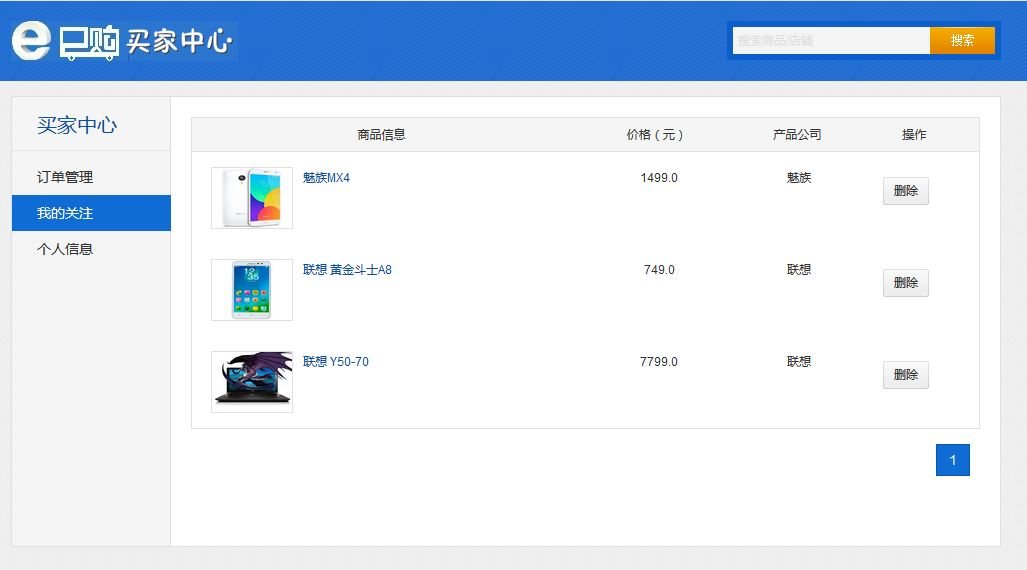 e 已购 买家中心
搜索商品/店铺 搜索
买家中心
订单管理
我的关注
个人信息
商品信息 价格（元） 产品公司 操作
魅族MX4 1499.0 魅族 删除
联想 黄金斗士A8 749.0 联想 删除
12 35
联想 Y50-70 7799.0 联想 删除
1